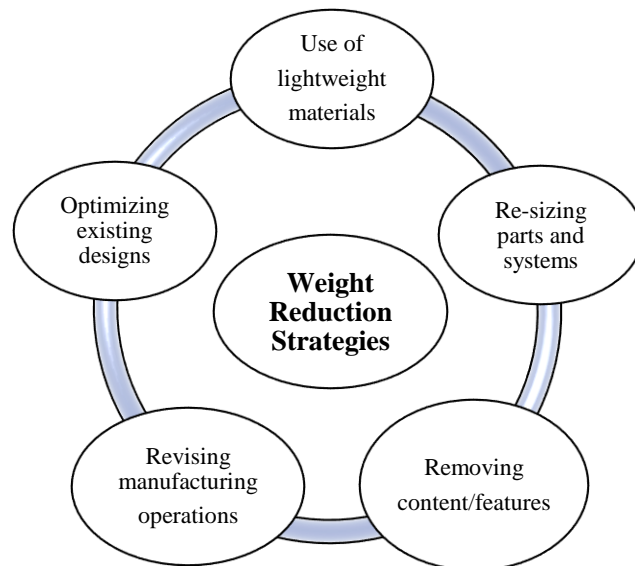 Use of
lightweight
materials
Re-sizing
parts and
systems
Removing
content/features
Revising
manufacturing
operations
Optimizing
existing
designs
Weight
Reduction
Strategies